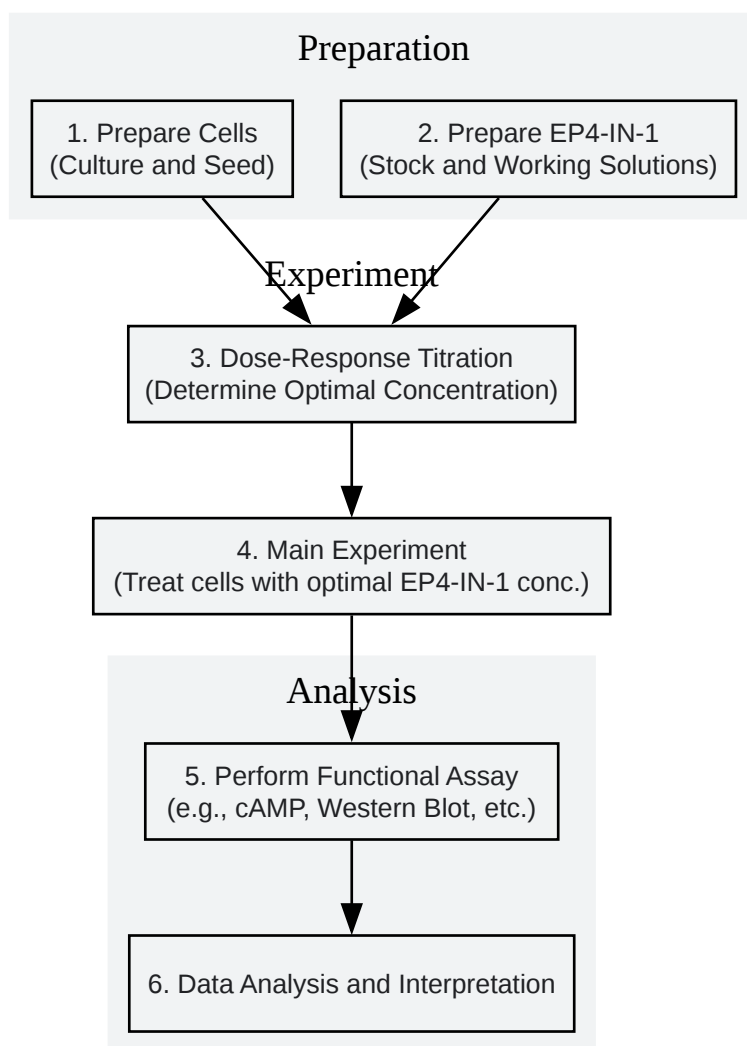 Preparation
1. Prepare Cells
(Culture and Seed)
2. Prepare EP4-IN-1
(Stock and Working Solutions)
Experiment
3. Dose-Response Titration
(Determine Optimal Concentration)
4. Main Experiment
(Treat cells with optimal EP4-IN-1 conc.)
Analysis
5. Perform Functional Assay
(e.g., cAMP, Western Blot, etc.)
6. Data Analysis and Interpretation